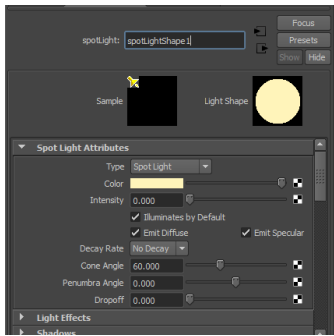 Focus
spotLight: spotLightShape1
Presets
Show Hide
Sample Light Shape
Spot Light Attributes
Type Spot Light
Color
Intensity 0.000
Illuminates by Default
Emit Diffuse Emit Specular
Decay Rate No Decay
Cone Angle 60.000
Penumbra Angle 0.000
Dropoff 0.000
Light Effects
Shadows